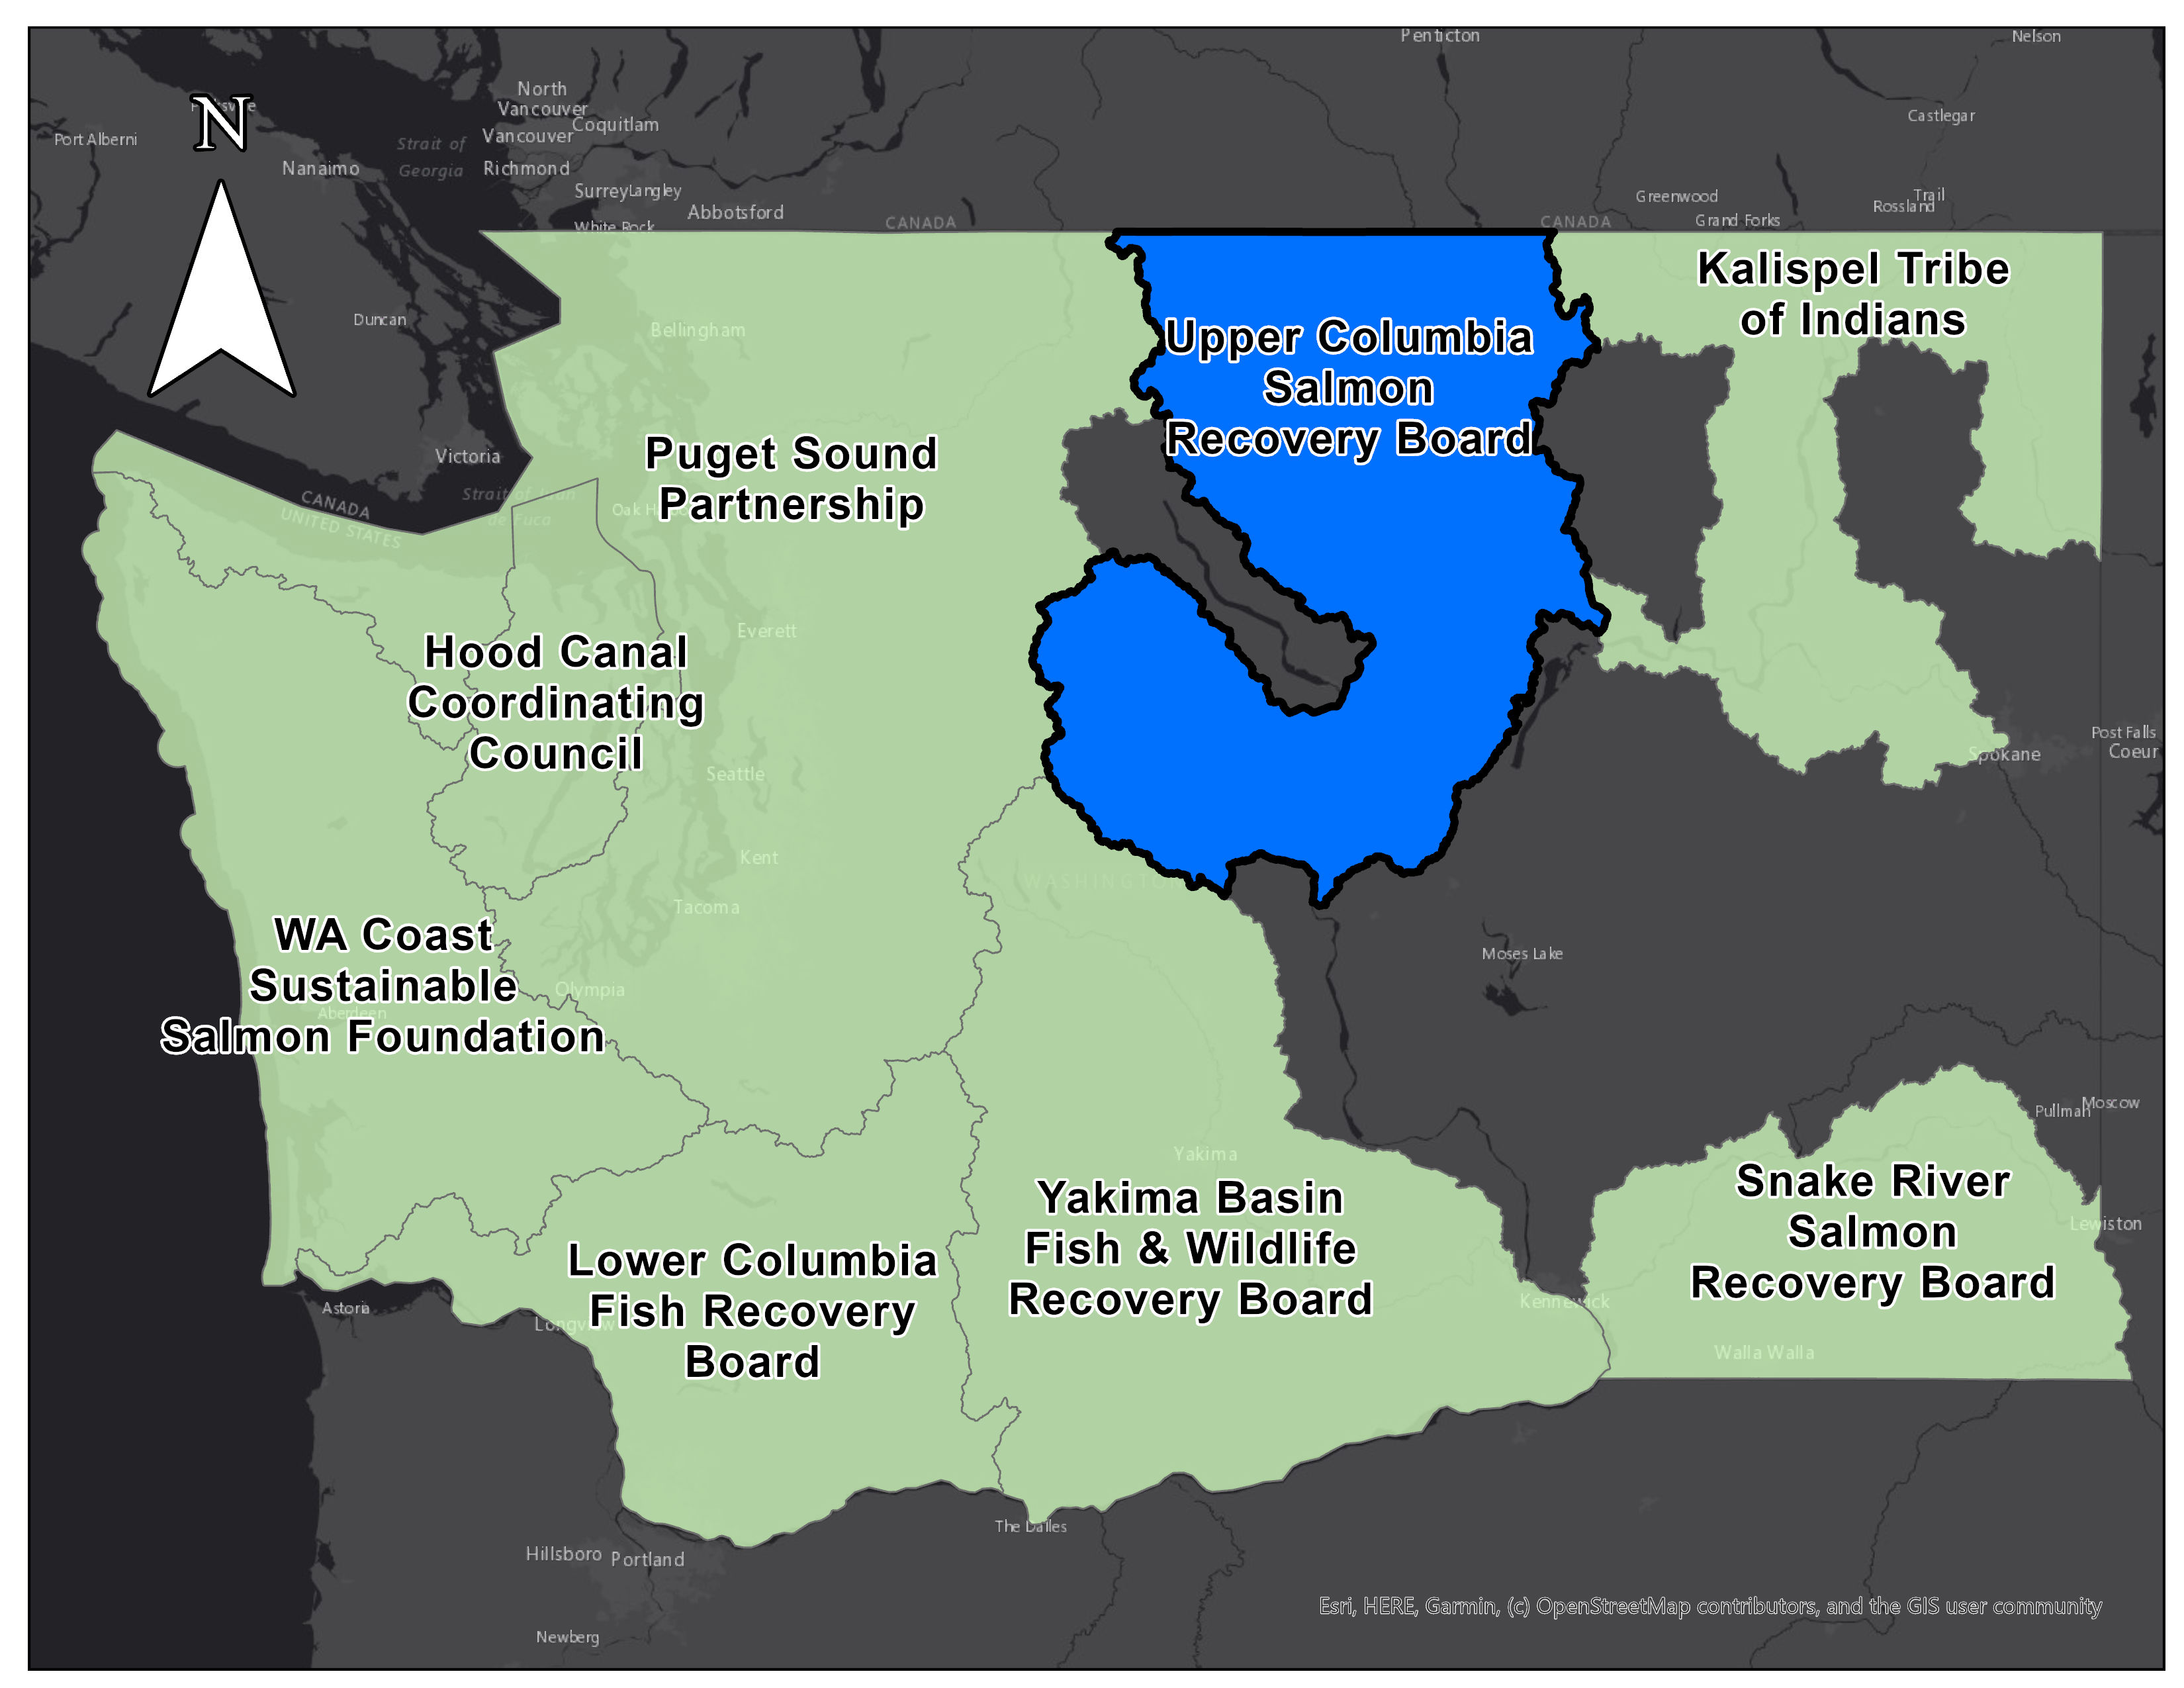 Penticton
Nelson
North
Vancouver
Coquitlam
Vancouver
Richmond
Surrey
Langley
White Rock
Abbotsford
Port Alberni
Nanaimo
Strait of
Georgia
N
CANADA
CANADA
Castlegar
Greenwood
Trail
Rossland
Grand Forks
Kalispel Tribe
of Indians
Duncan
Bellingham
Upper Columbia
Salmon
Recovery Board
Victoria
Puget Sound
Partnership
CANADA
UNITED STATES
Strait of Juan
de Fuca
Everett
Hood Canal
Coordinating
Council
Seattle
Post Falls
Coeur
Spokane
Kent
WASHINGTON
Tacoma
WA Coast
Sustainable
Salmon Foundation
Olympia
Aberdeen
Moses Lake
Moscow
Pullman
Yakima
Yakima Basin
Fish & Wildlife
Recovery Board
Snake River
Salmon
Recovery Board
Lewiston
Lower Columbia
Fish Recovery
Board
Astoria
Longview
Kennewick
Walla Walla
The Dalles
Hillsboro
Portland
Newberg
Esri, HERE, Garmin, (c) OpenStreetMap contributors, and the GIS user community